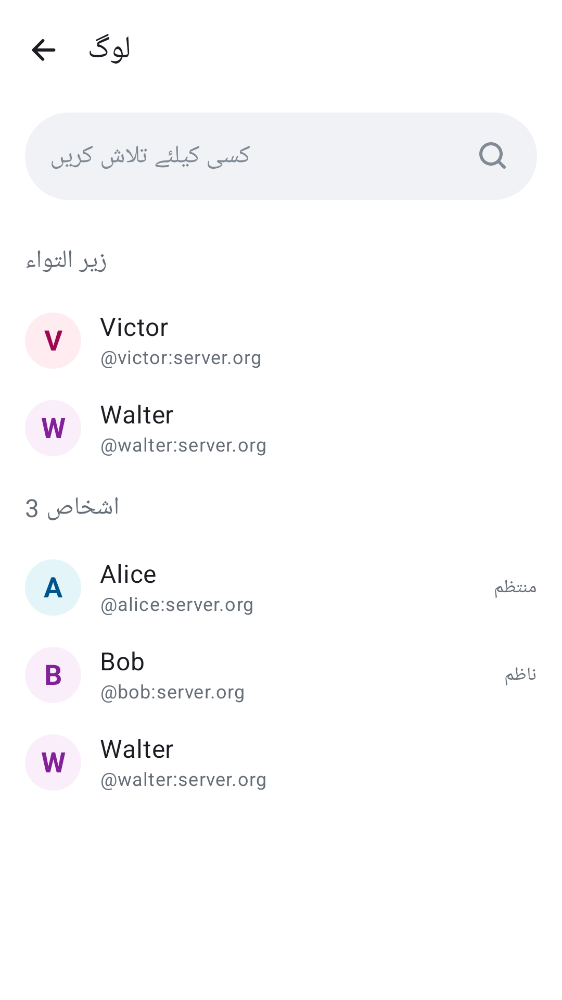 لوگ
کسی کیلئے تلاش کریں
زیر التواء
V
Victor
@victor:server.org
W
Walter
@walter:server.org
3 اشخاص
A
Alice
منتظم
@alice:server.org
B
Bob
ناظم
@bob:server.org
W
Walter
@walter:server.org